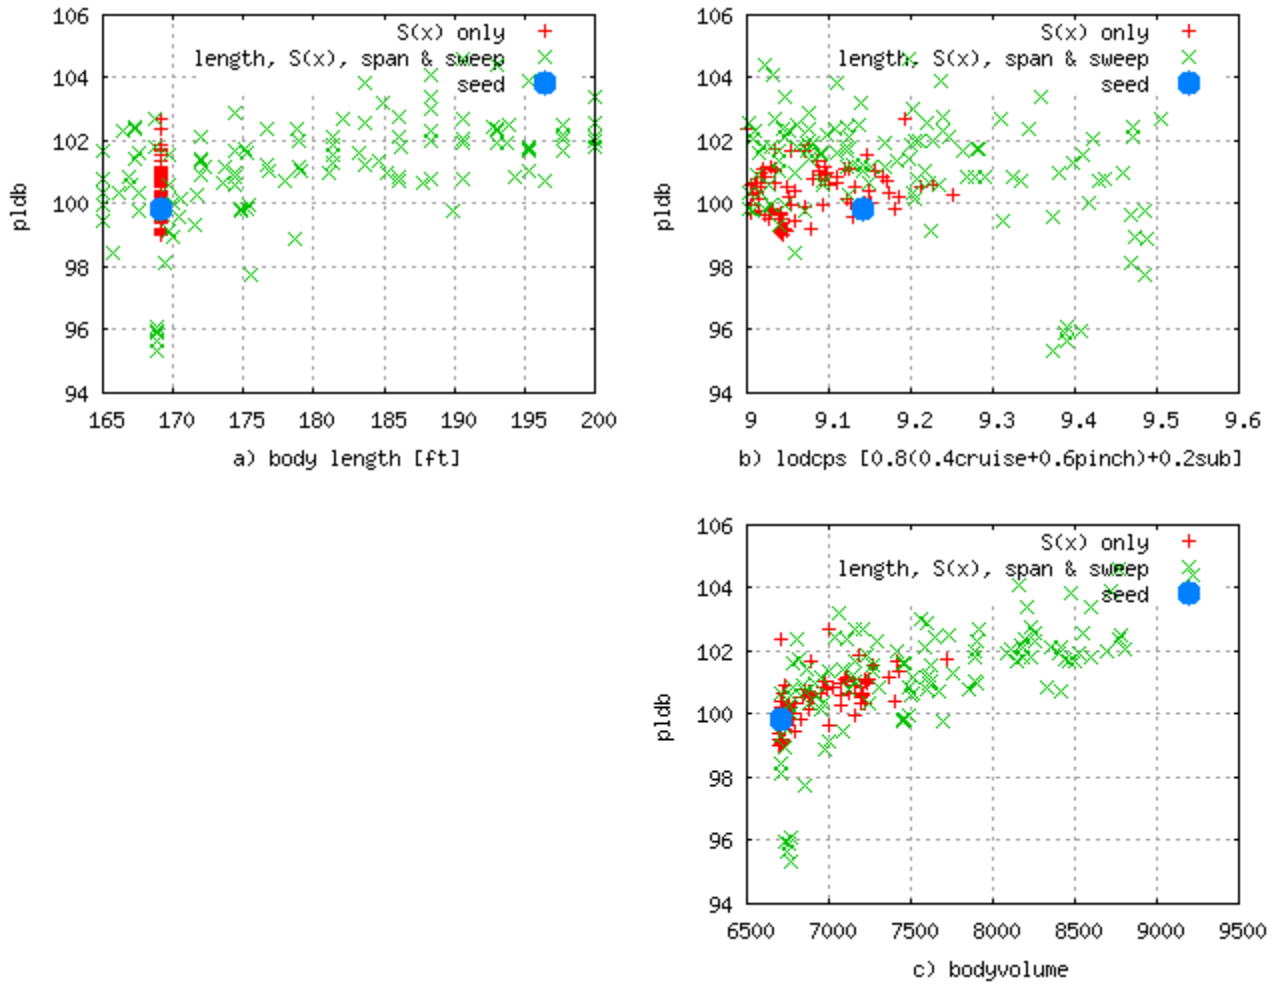 106
104
102
100
98
96
94
pldb
S(x) only
length, S(x), span & sweep
seed
165 170 175 180 185 190 195 200
a) body length [ft]
106
104
102
100
98
96
94
pldb
S(x) only
length, S(x), span & sweep
seed
9 9.1 9.2 9.3 9.4 9.5 9.6
b) lodcps [0.8(0.4cruise+0.6pinch)+0.2sub]
106
104
102
100
98
96
94
pldb
S(x) only
length, S(x), span & sweep
seed
6500 7000 7500 8000 8500 9000 9500
c) bodyvolume